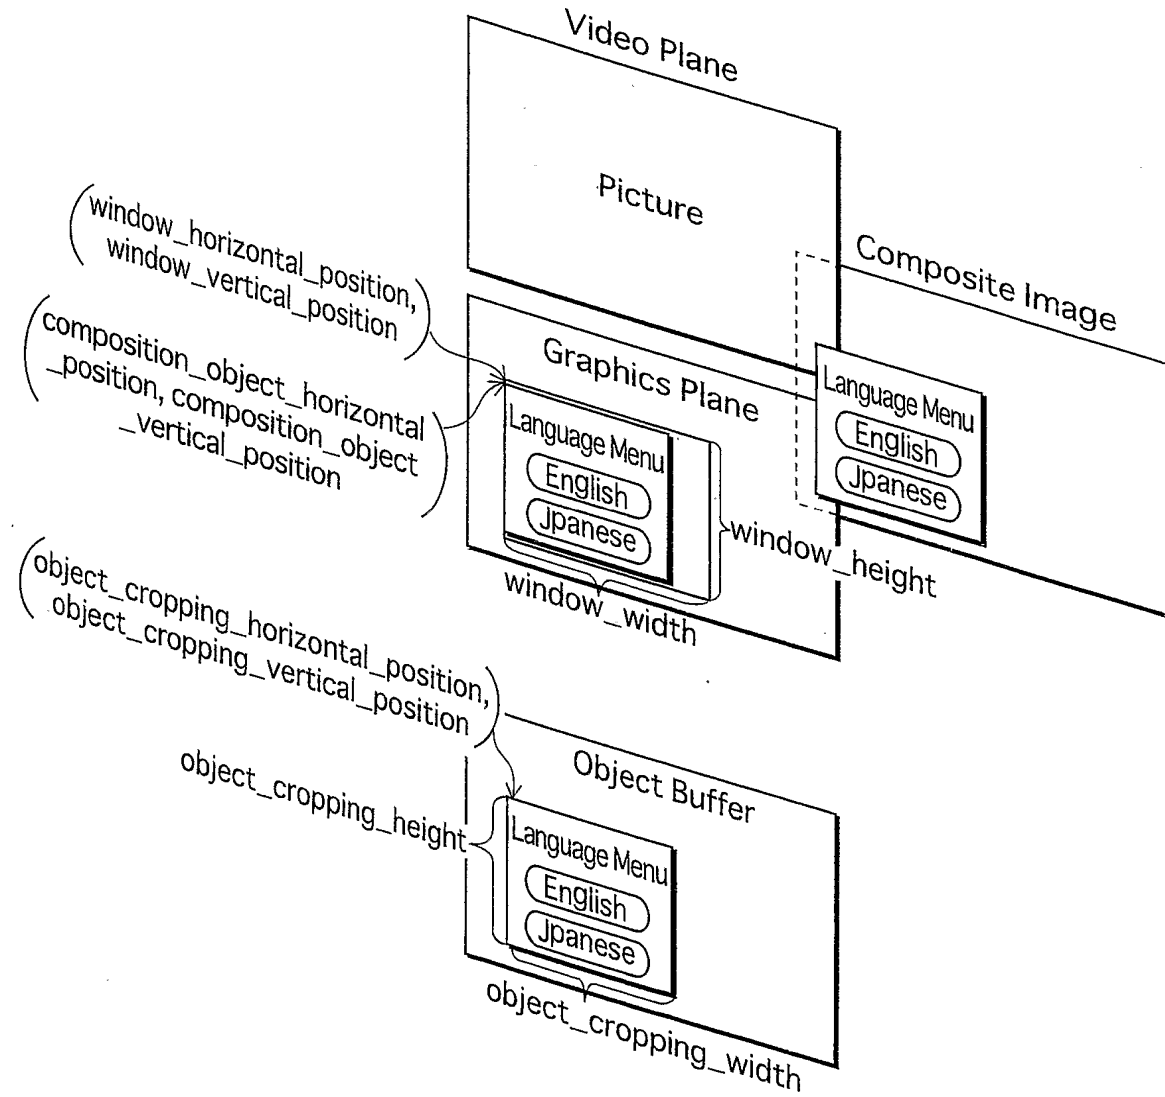 Video Plane
Picture
(window_horizontal_position,
window_vertical_position)
Composite Image
Graphics Plane
(composition_object_horizontal
_position, composition_object
_vertical_position)
Language Menu
English
Jpanese
Language Menu
English
Jpanese
window_height
window_width
(object_cropping_horizontal_position,
object_cropping_vertical_position)
Object Buffer
object_cropping_height
Language Menu
English
Jpanese
object_cropping_width